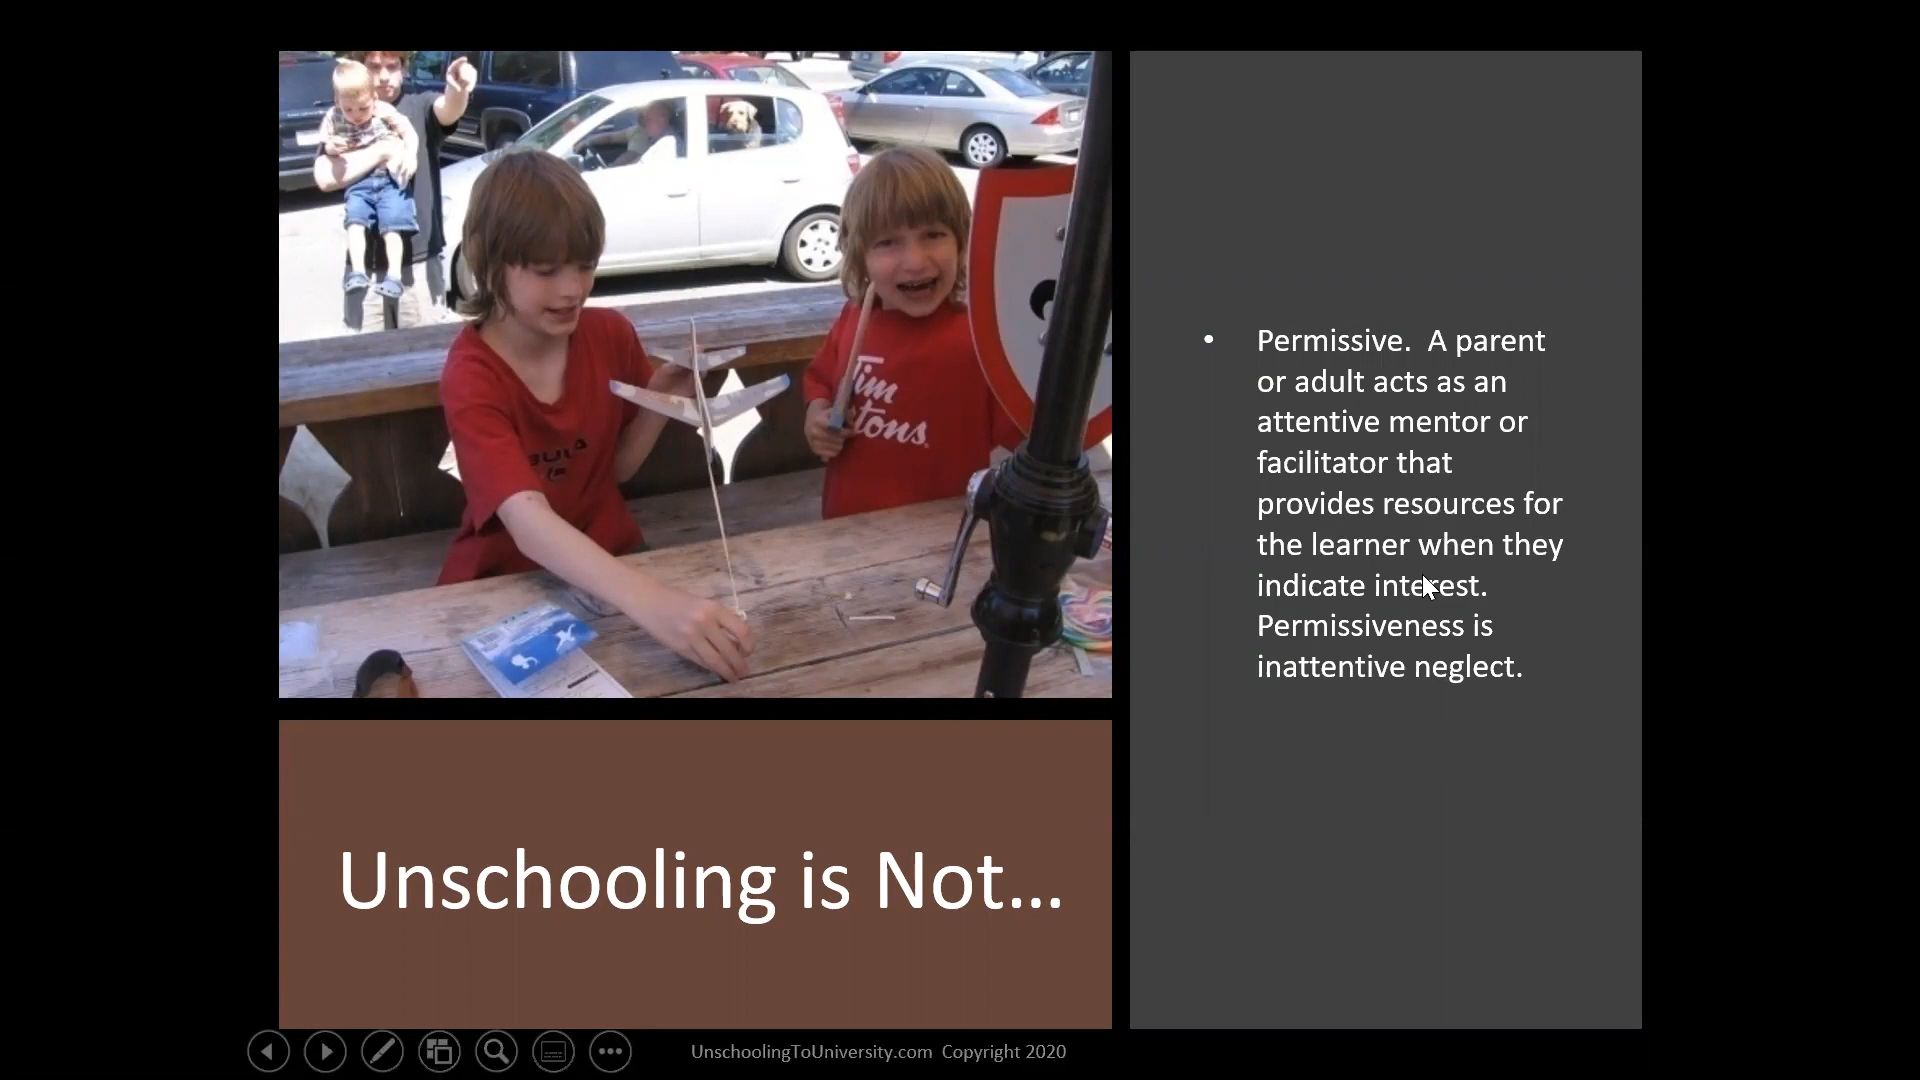 Tim
tons
Permissive.  A parent
or adult acts as an
attentive mentor or
facilitator that
provides resources for
the learner when they
indicate interest.
Permissiveness is
inattentive neglect.
Unschooling is Not...
UnschoolingToUniversity.com  Copyright 2020